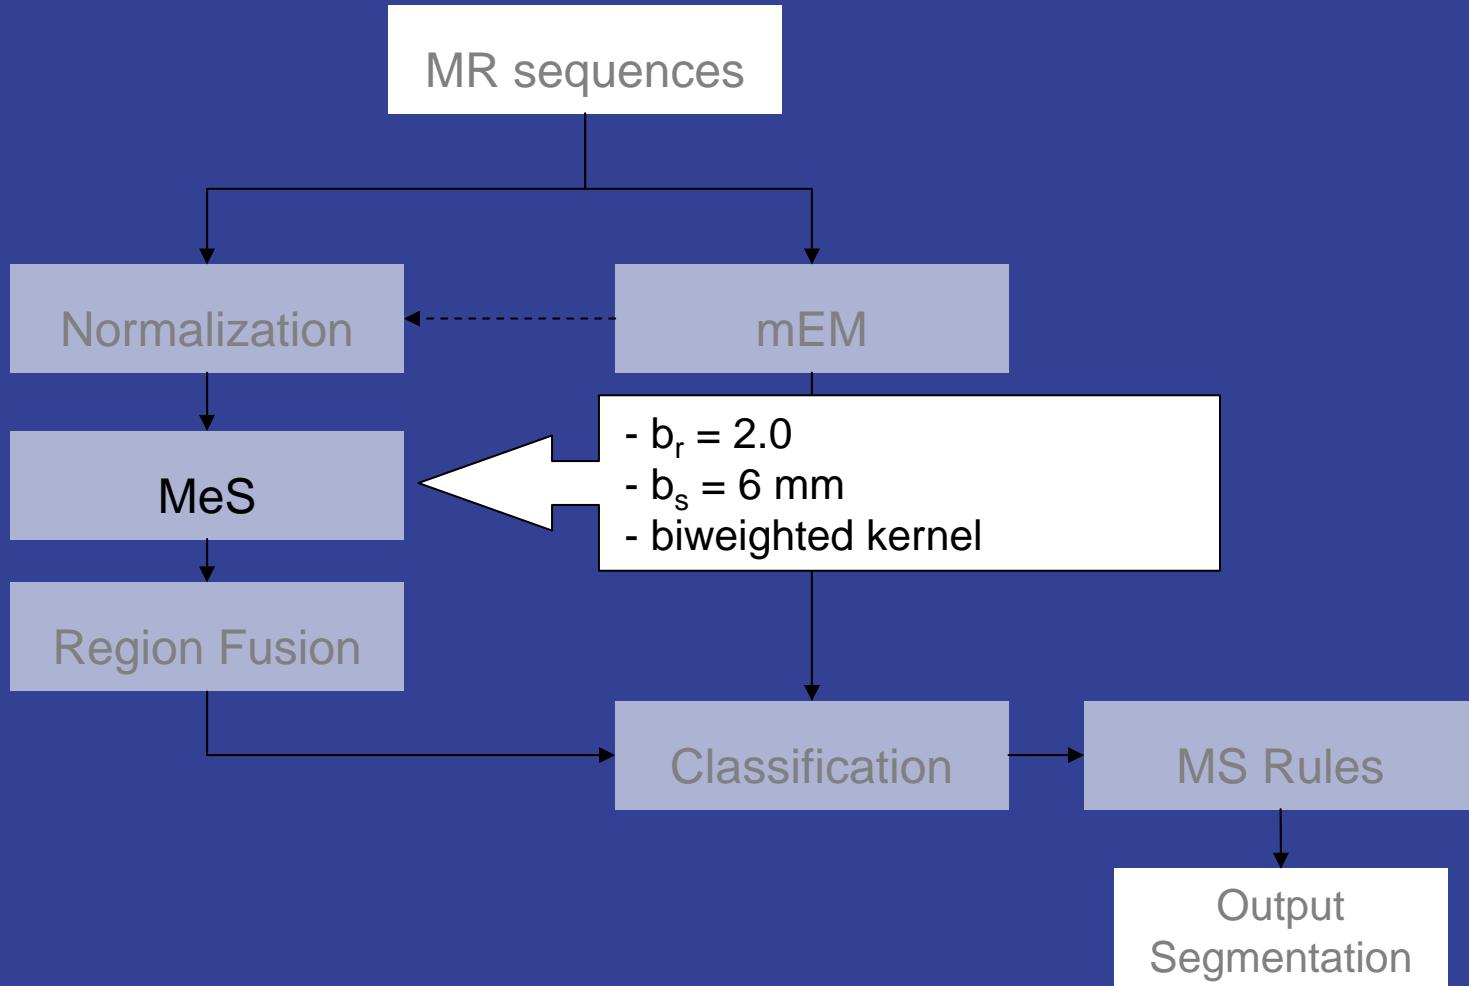 MR sequences
Normalization
mEM
- bᵣ = 2.0
- bₛ = 6 mm
- biweighted kernel
MeS
Region Fusion
Classification
MS Rules
Output
Segmentation